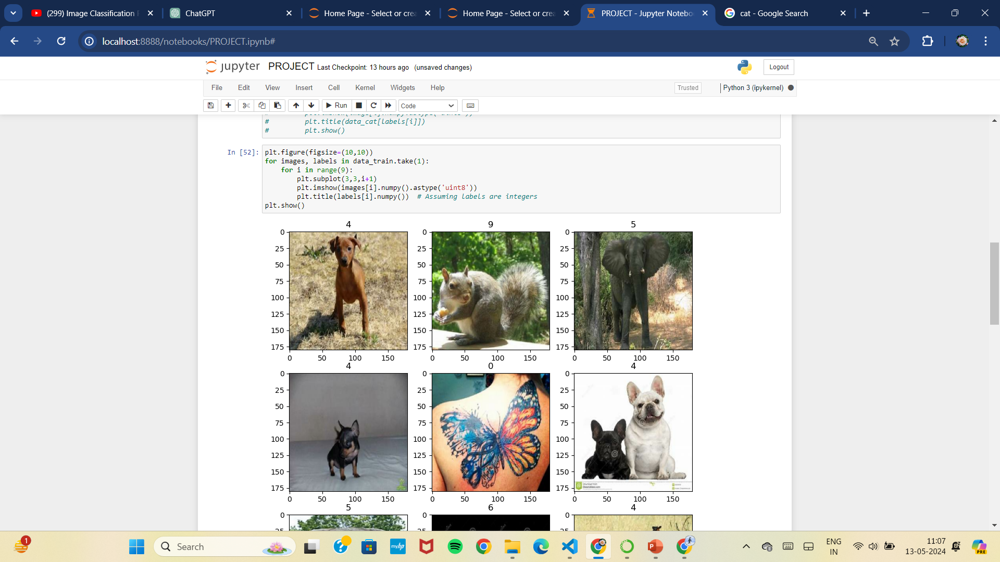 (299) Image Classification
ChatGPT
Home Page - Select or crea
Home Page - Select or crea
PROJECT - Jupyter Notebo
cat - Google Search
localhost:8888/notebooks/PROJECT.ipynb#
jupyter PROJECT Last Checkpoint: 13 hours ago (unsaved changes)
Logout
File Edit View Insert Cell Kernel Widgets Help
Trusted
Python 3 (ipykernel)
Run
Code
# plt.title(data_cat[labels[i]])
# plt.show()
In [52]:
plt.figure(figsize=(10,10))
for images, labels in data_train.take(1):
for i in range(9):
plt.subplot(3,3,i+1)
plt.imshow(images[i].numpy().astype('uint8'))
plt.title(labels[i].numpy()) # Assuming labels are integers
plt.show()
4 9 5
0 0 0
25 25 25
50 50 50
75 75 75
100 100 100
125 125 125
150 150 150
175 175 175
0 50 100 150 0 50 100 150 0 50 100 150
4 0 4
0 0 0
25 25 25
50 50 50
75 75 75
100 100 100
125 125 125
150 150 150
175 175 175
0 50 100 150 0 50 100 150 0 50 100 150
5 6 4
0 0 0
1
Search
myhp
PRE
ENG
IN
11:07
13-05-2024